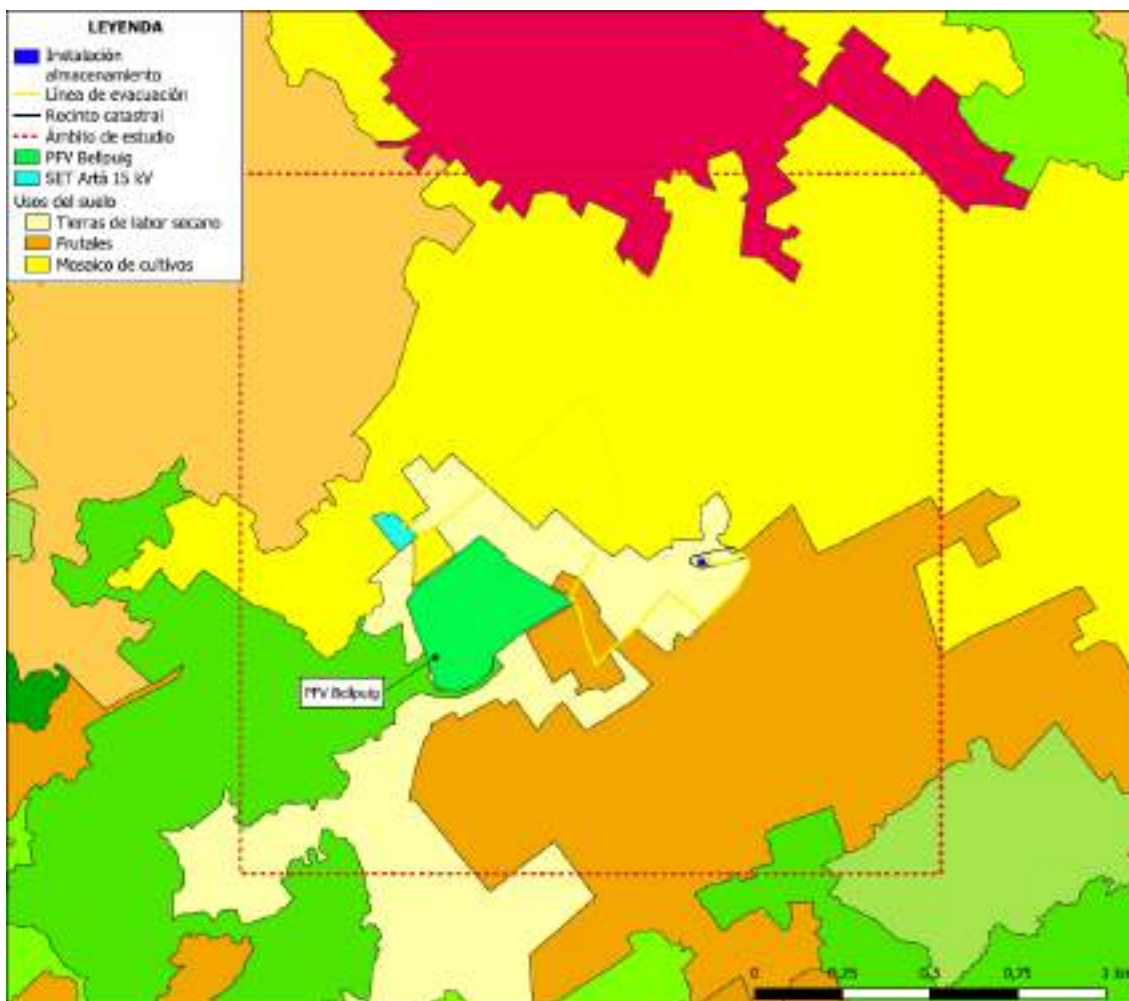 LEYENDA
Instalación
almacenamiento
Línea de evacuación
Recinto catastral
Ámbito de estudio
PFV Bellpuig
SET Artà 15 kV
Usos del suelo
Tierras de labor secano
Frutales
Mosaico de cultivos
PFV Bellpuig
0 0,25 0,5 0,75 1 km